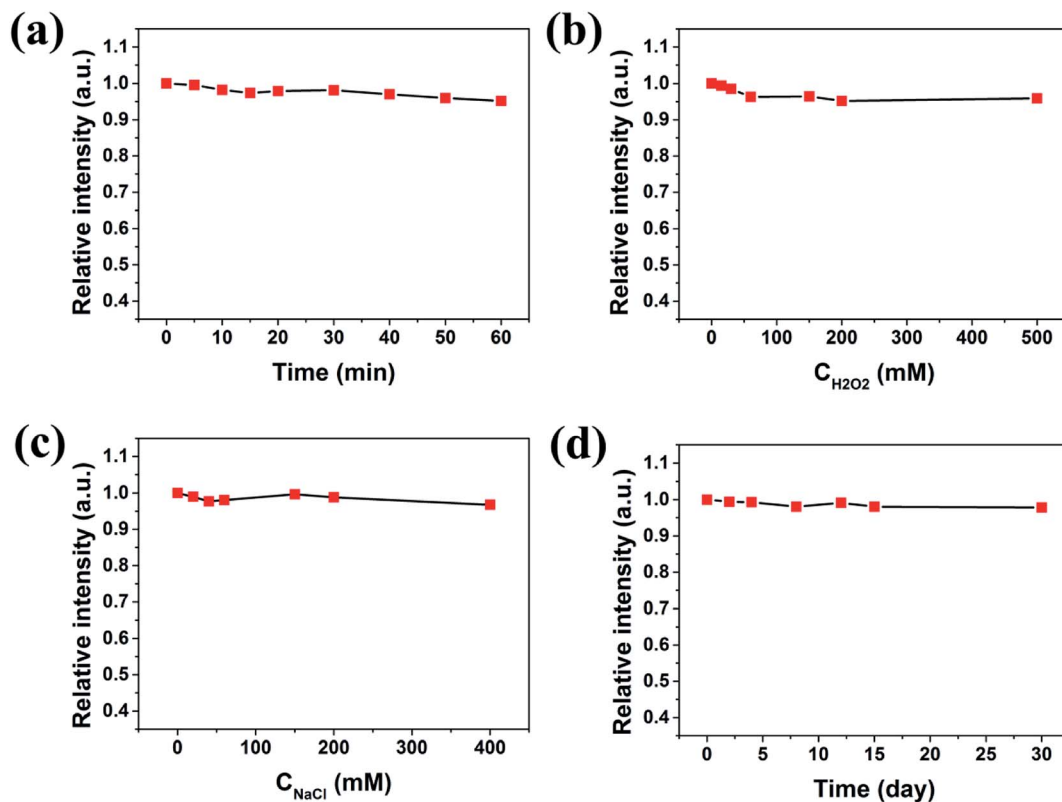 (a)
Relative intensity (a.u.)
1.1
1.0
0.9
0.8
0.7
0.6
0.5
0.4
0 10 20 30 40 50 60
Time (min)
(b)
Relative intensity (a.u.)
1.1
1.0
0.9
0.8
0.7
0.6
0.5
0.4
0 100 200 300 400 500
C_H2O2 (mM)
(c)
Relative intensity (a.u.)
1.1
1.0
0.9
0.8
0.7
0.6
0.5
0.4
0 100 200 300 400
C_NaCl (mM)
(d)
Relative intensity (a.u.)
1.1
1.0
0.9
0.8
0.7
0.6
0.5
0.4
0 5 10 15 20 25 30
Time (day)